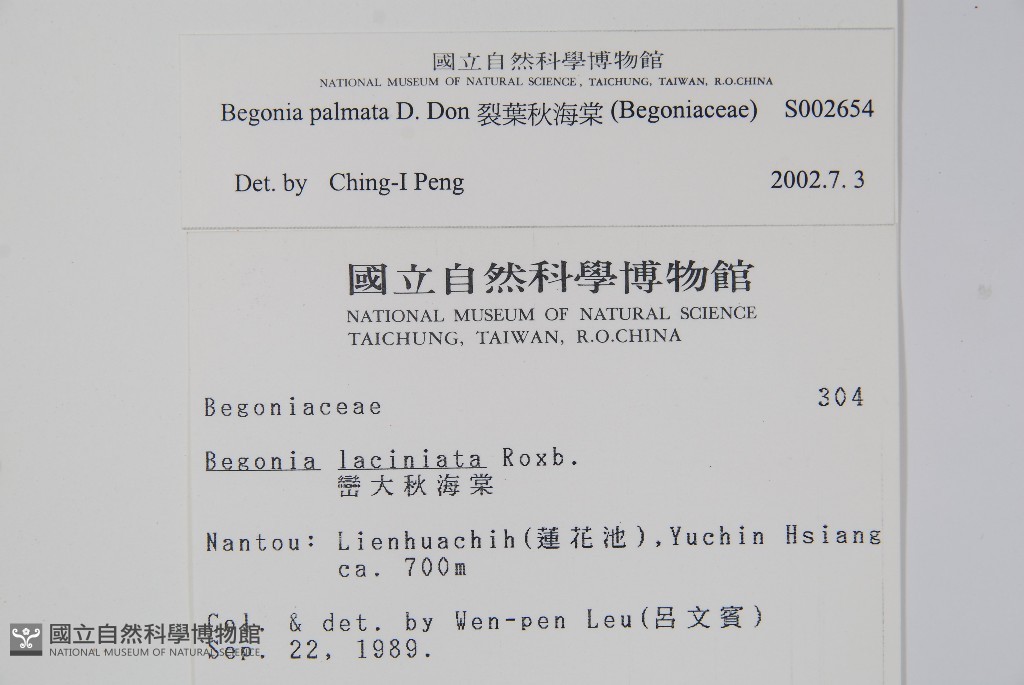 國立自然科學博物館
NATIONAL MUSEUM OF NATURAL SCIENCE, TAICHUNG, TAIWAN, R.O.CHINA
Begonia palmata D. Don 裂葉秋海棠 (Begoniaceae) S002654
Det. by Ching-I Peng 2002.7. 3
國立自然科學博物館
NATIONAL MUSEUM OF NATURAL SCIENCE
TAICHUNG, TAIWAN, R.O.CHINA
Begoniaceae 304
Begonia laciniata Roxb.
巒大秋海棠
Nantou: Lienhuachih(蓮花池),Yuchin Hsiang
ca. 700m
Col. & det. by Wen-pen Leu(呂文賓)
Sep. 22, 1989.
國立自然科學博物館
NATIONAL MUSEUM OF NATURAL SCIENCE